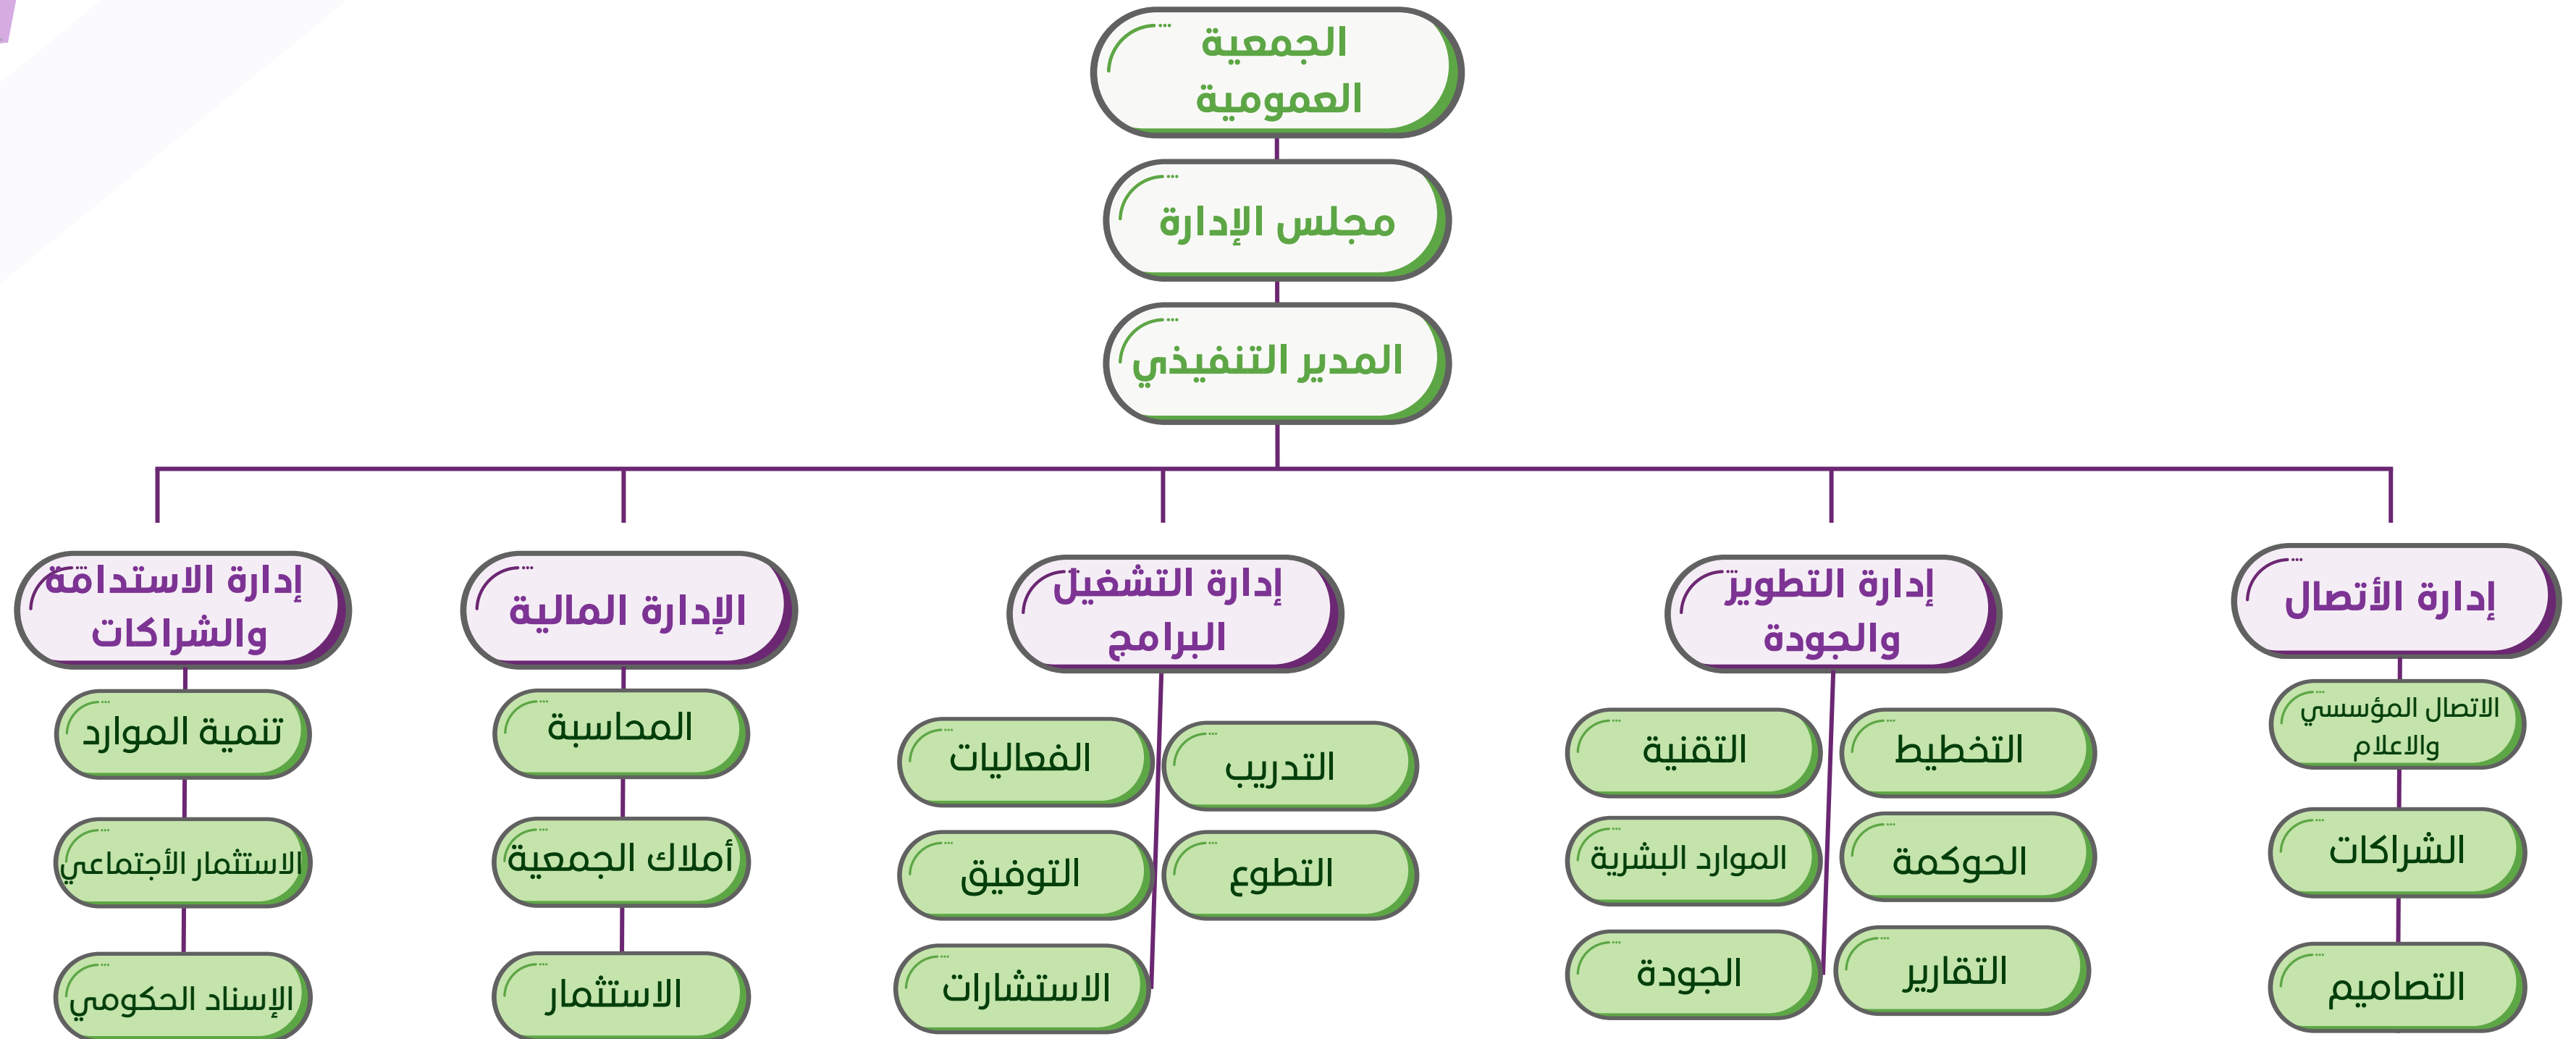 الجمعية
العمومية
مجلس الإدارة
المدير التنفيذي
إدارة الأتصال
الاتصال المؤسسي
والاعلام
الشراكات
التصاميم
إدارة التطوير
والجودة
التخطيط
التقنية
الحوكمة
الموارد البشرية
التقارير
الجودة
إدارة التشغيل
البرامج
التدريب
الفعاليات
التطوع
التوفيق
الاستشارات
الإدارة المالية
المحاسبة
أملاك الجمعية
الاستثمار
إدارة الاستدامة
والشراكات
تنمية الموارد
الاستثمار الأجتماعي
الإسناد الحكومي